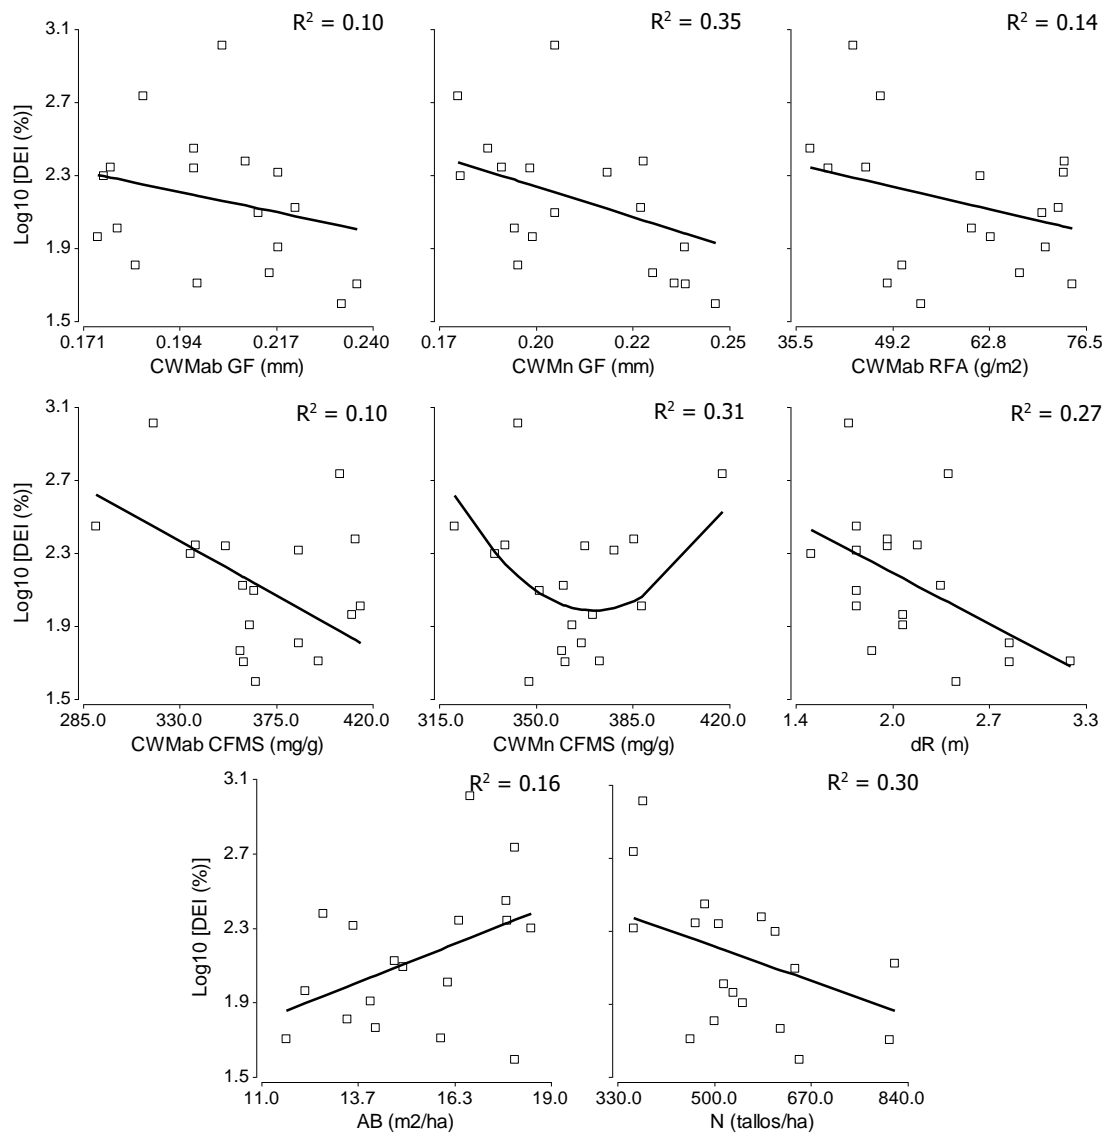 R² = 0.10
R² = 0.35
R² = 0.14
3.1
2.7
2.3
1.9
1.5
Log10 [DEI (%)]
0.171 0.194 0.217 0.240
CWMab GF (mm)
0.17 0.20 0.22 0.25
CWMn GF (mm)
35.5 49.2 62.8 76.5
CWMab RFA (g/m2)
R² = 0.10
R² = 0.31
R² = 0.27
3.1
2.7
2.3
1.9
1.5
Log10 [DEI (%)]
285.0 330.0 375.0 420.0
CWMab CFMS (mg/g)
315.0 350.0 385.0 420.0
CWMn CFMS (mg/g)
1.4 2.0 2.7 3.3
dR (m)
R² = 0.16
R² = 0.30
3.1
2.7
2.3
1.9
1.5
Log10 [DEI (%)]
11.0 13.7 16.3 19.0
AB (m2/ha)
330.0 500.0 670.0 840.0
N (tallos/ha)